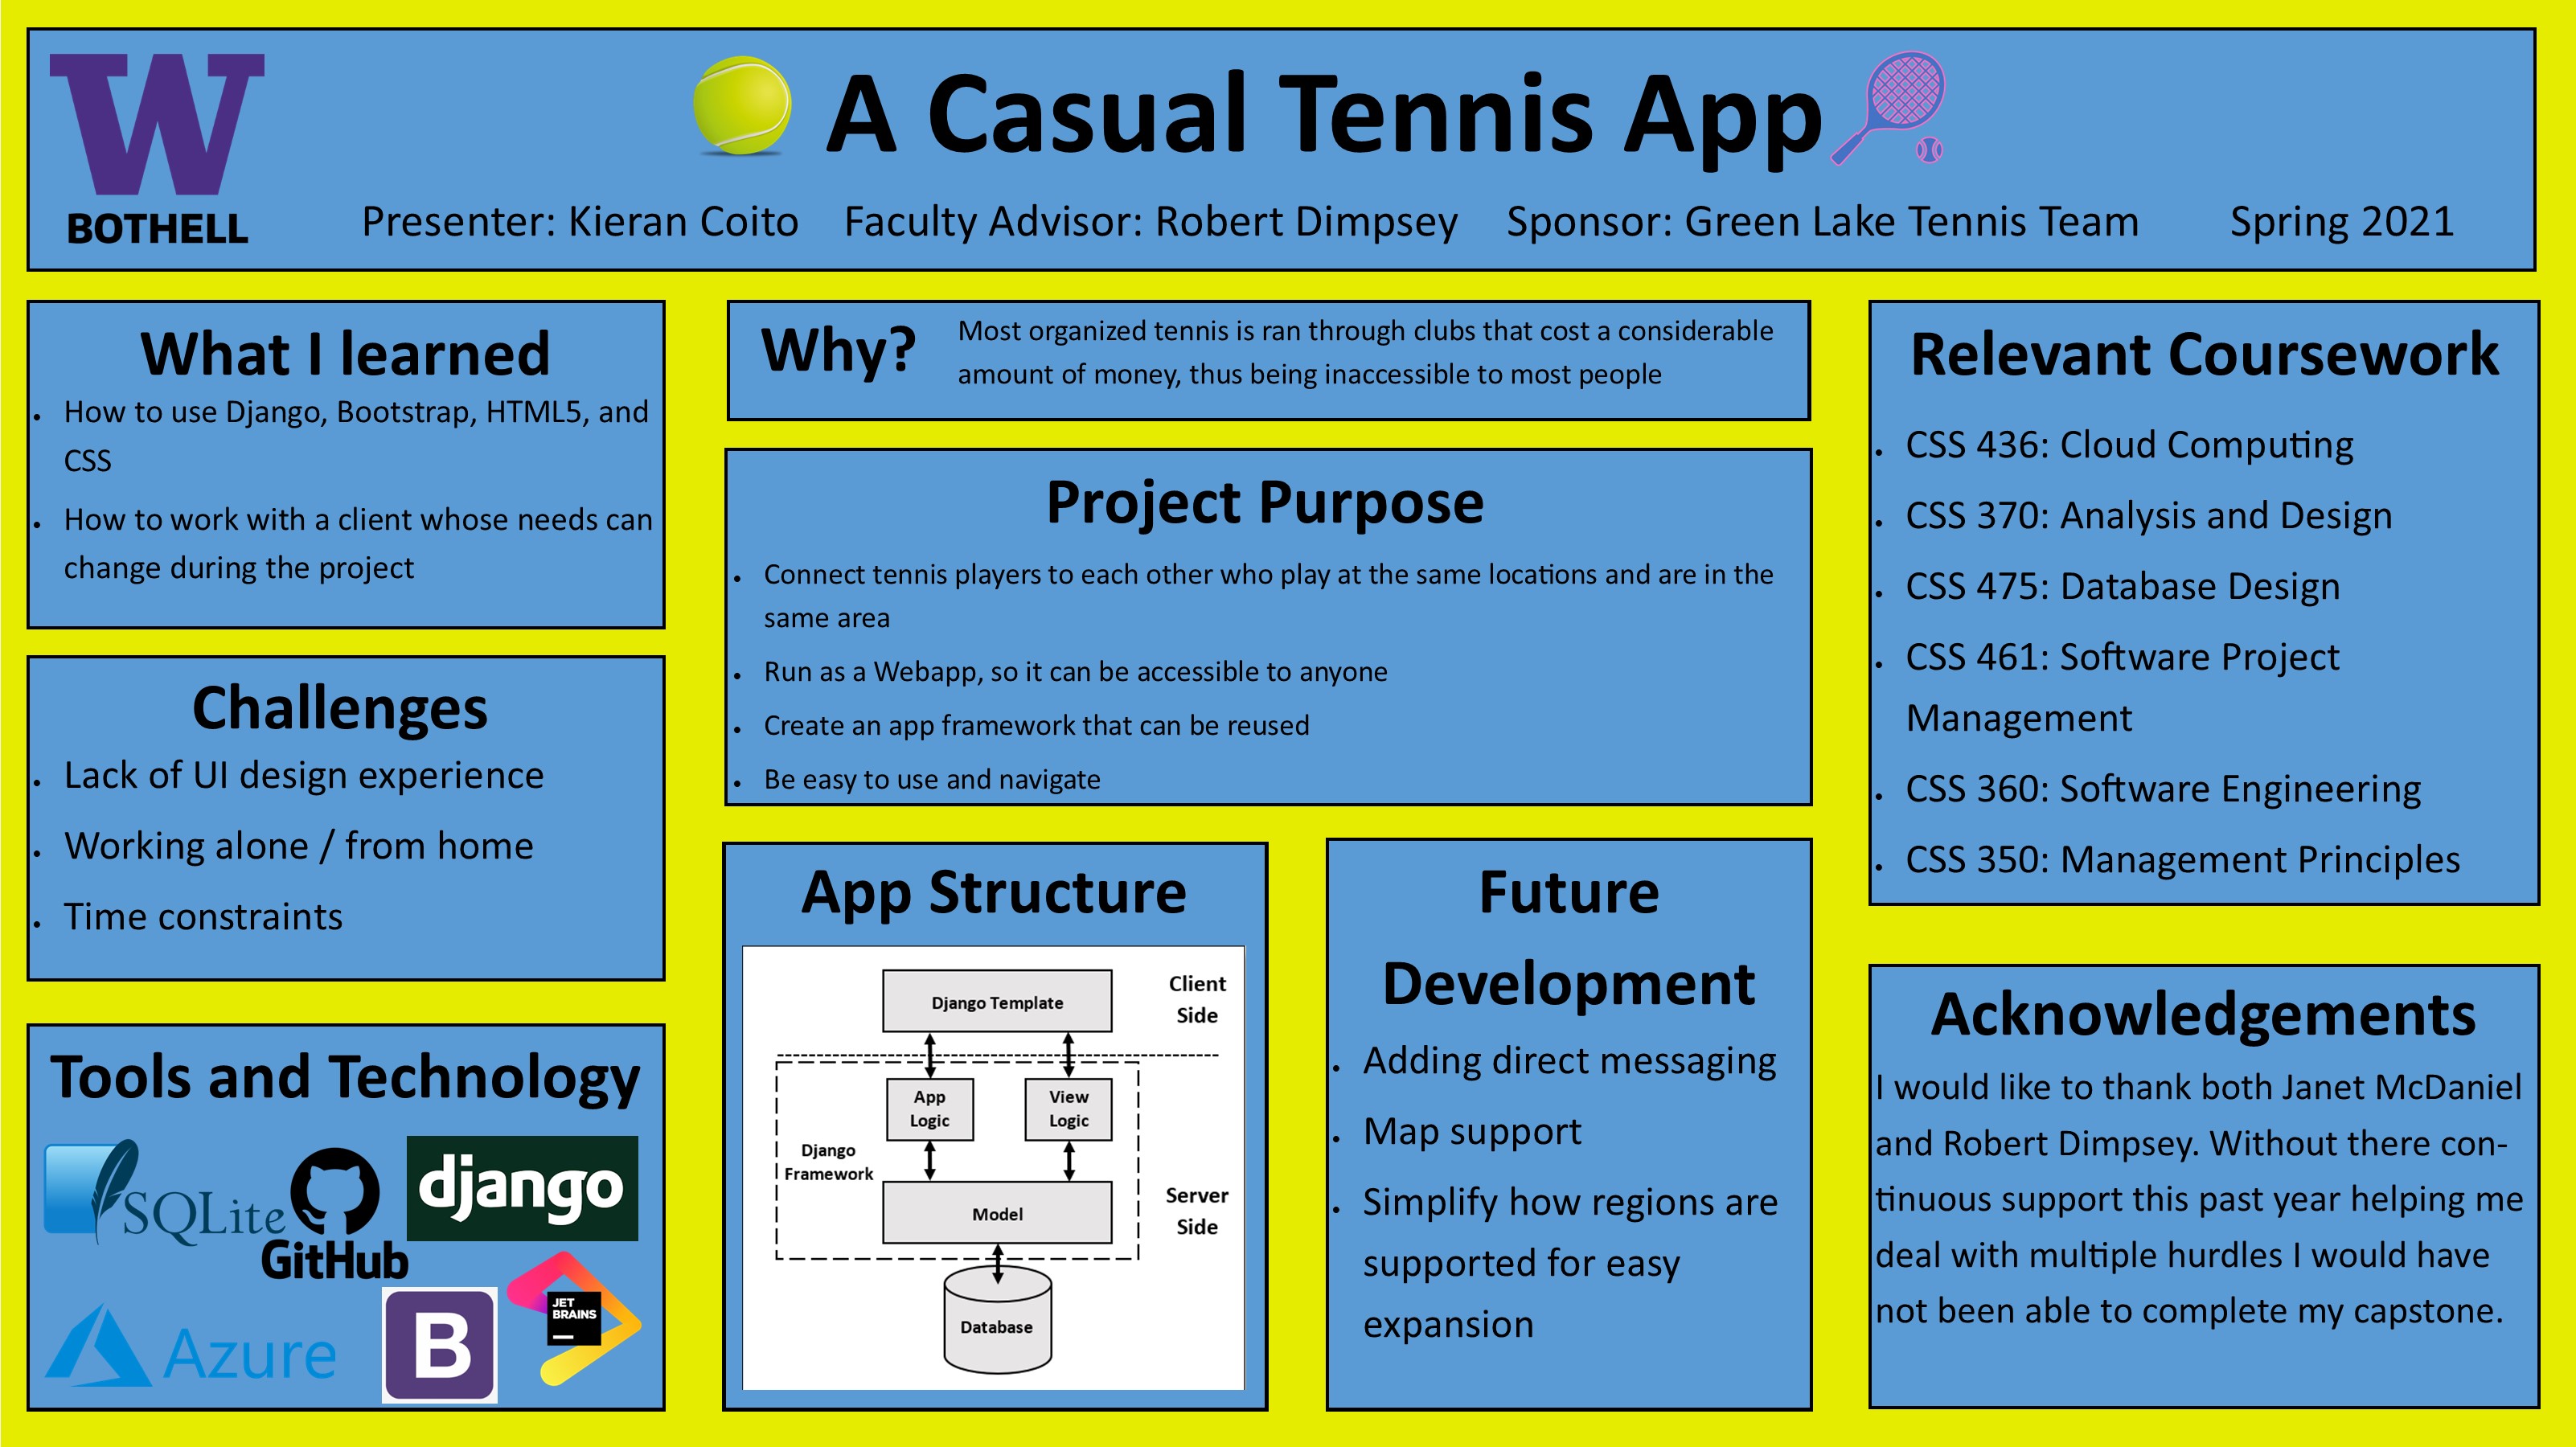 W
BOTHELL
A Casual Tennis App
Presenter: Kieran Coito Faculty Advisor: Robert Dimpsey Sponsor: Green Lake Tennis Team Spring 2021
What I learned
• How to use Django, Bootstrap, HTML5, and
CSS
• How to work with a client whose needs can
change during the project
Challenges
• Lack of UI design experience
• Working alone / from home
• Time constraints
Tools and Technology
SQLite
GitHub
django
Azure
B
JET
BRAINS
Why?
Most organized tennis is ran through clubs that cost a considerable
amount of money, thus being inaccessible to most people
Project Purpose
• Connect tennis players to each other who play at the same locations and are in the
same area
• Run as a Webapp, so it can be accessible to anyone
• Create an app framework that can be reused
• Be easy to use and navigate
App Structure
Django Template
Client
Side
App
Logic
View
Logic
Django
Framework
Model
Server
Side
Database
Future
Development
• Adding direct messaging
• Map support
• Simplify how regions are
supported for easy
expansion
Relevant Coursework
• CSS 436: Cloud Computing
• CSS 370: Analysis and Design
• CSS 475: Database Design
• CSS 461: Software Project
Management
• CSS 360: Software Engineering
• CSS 350: Management Principles
Acknowledgements
I would like to thank both Janet McDaniel
and Robert Dimpsey. Without there con-
tinuous support this past year helping me
deal with multiple hurdles I would have
not been able to complete my capstone.